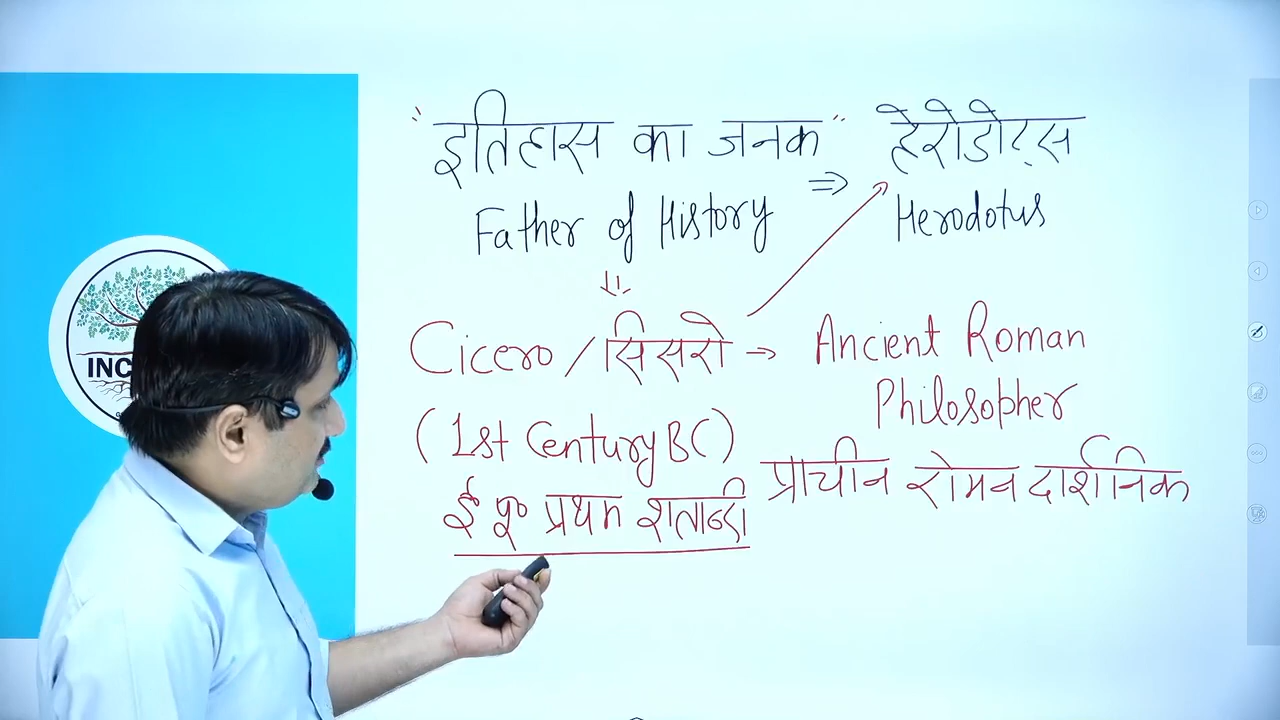 "इतिहास का जनक" ⇒ हेरोडोट्स
Father of History Herodotus
Cicero / सिसरो → Ancient Roman
Philosopher
(1st Century BC)
ई० पू० प्रथम शताब्दी
प्राचीन रोमन दार्शनिक
INC